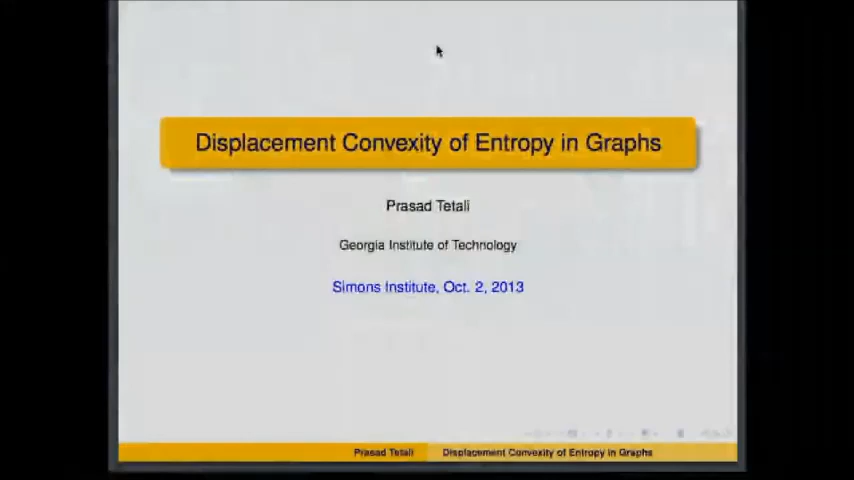 Displacement Convexity of Entropy in Graphs
Prasad Tetali
Georgia Institute of Technology
Simons Institute, Oct. 2, 2013
Prasad Tetali Displacement Convexity of Entropy in Graphs